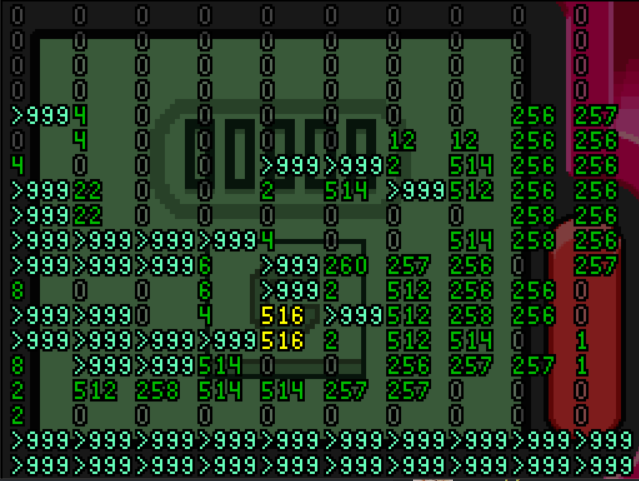 0 0 0 0 0 0 0 0 0 0
0 0 0 0 0 0 0 0 0 0
0 0 0 0 0 0 0 0 0 0
0 0 0 0 0 0 0 0 0 0
>999 4 0 0 0 0 0 0 256 257
0 4 0 0 0 0 12 12 256 256
4 0 0 0 >999 >999 2 514 256 256
>999 22 0 0 2 514 >999 512 256 256
>999 22 0 0 0 0 0 0 258 256
>999 >999 >999 >999 4 0 0 514 258 256
>999 >999 >999 6 >999 260 257 256 0 257
8 0 0 6 >999 2 512 256 256 0
>999 >999 0 4 516 >999 512 258 256 0
>999 >999 >999 >999 516 2 512 514 0 1
8 >999 >999 514 0 0 256 257 257 1
2 512 258 514 514 257 257 0 0 0
2 0 0 0 0 0 0 0 0 0
>999 >999 >999 >999 >999 >999 >999 >999 >999 >999
>999 >999 >999 >999 >999 >999 >999 >999 >999 >999